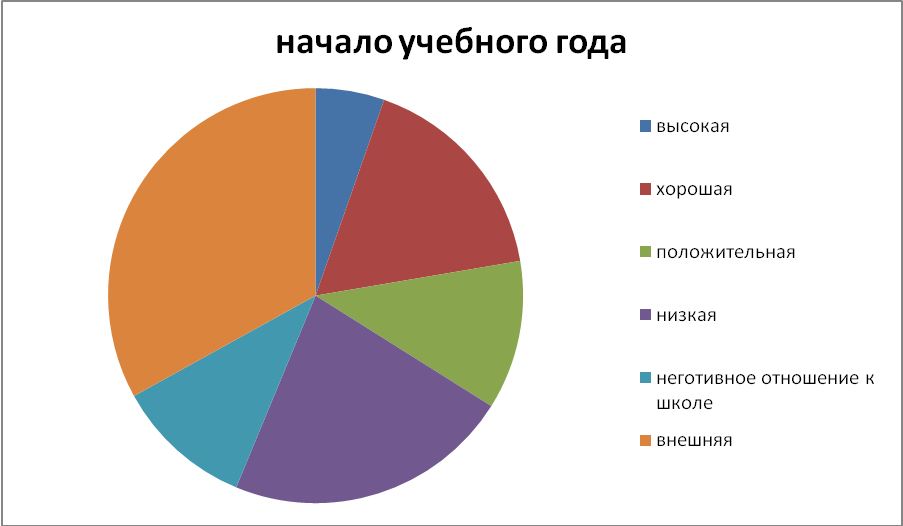 начало учебного года
высокая
хорошая
положительная
низкая
неготивное отношение к
школе
внешняя